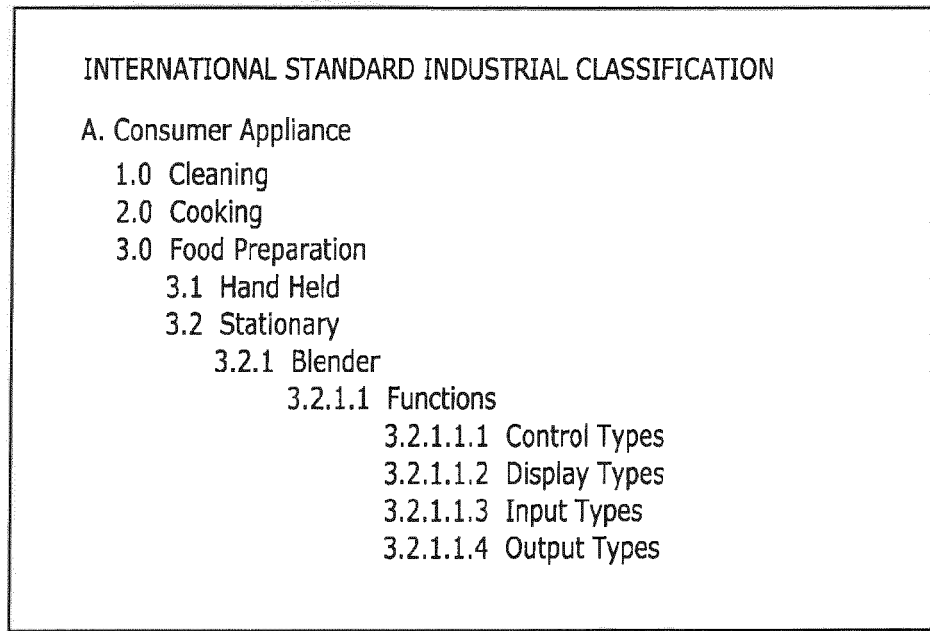 INTERNATIONAL STANDARD INDUSTRIAL CLASSIFICATION
A. Consumer Appliance
1.0 Cleaning
2.0 Cooking
3.0 Food Preparation
3.1 Hand Held
3.2 Stationary
3.2.1 Blender
3.2.1.1 Functions
3.2.1.1.1 Control Types
3.2.1.1.2 Display Types
3.2.1.1.3 Input Types
3.2.1.1.4 Output Types